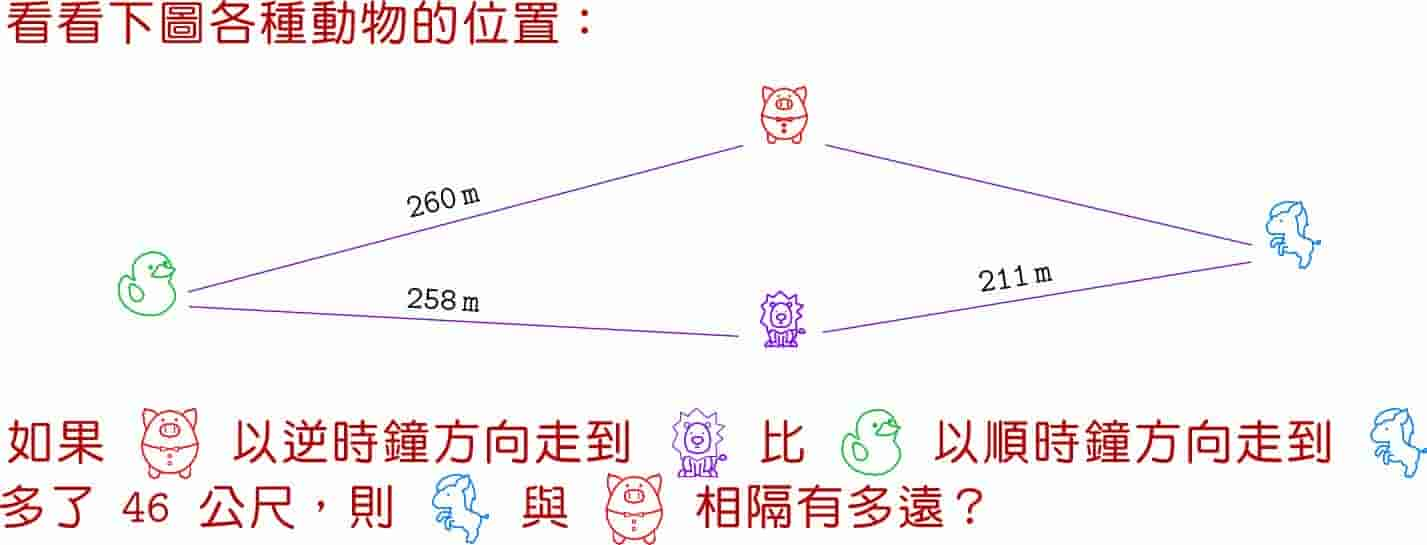 看看下圖各種動物的位置：
260 m
211 m
258 m
如果 以逆時鐘方向走到 比 以順時鐘方向走到
多了 46 公尺，則 與 相隔有多遠？